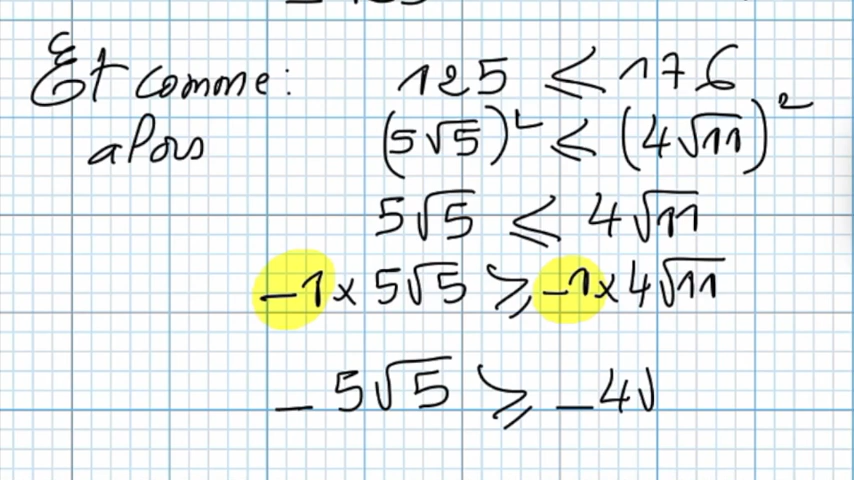 Et comme : 125 ⩽ 176
alors (5√5)² ⩽ (4√11)²
5√5 ⩽ 4√11
-1 × 5√5 ⩾ -1 × 4√11
- 5√5 ⩾ - 4√